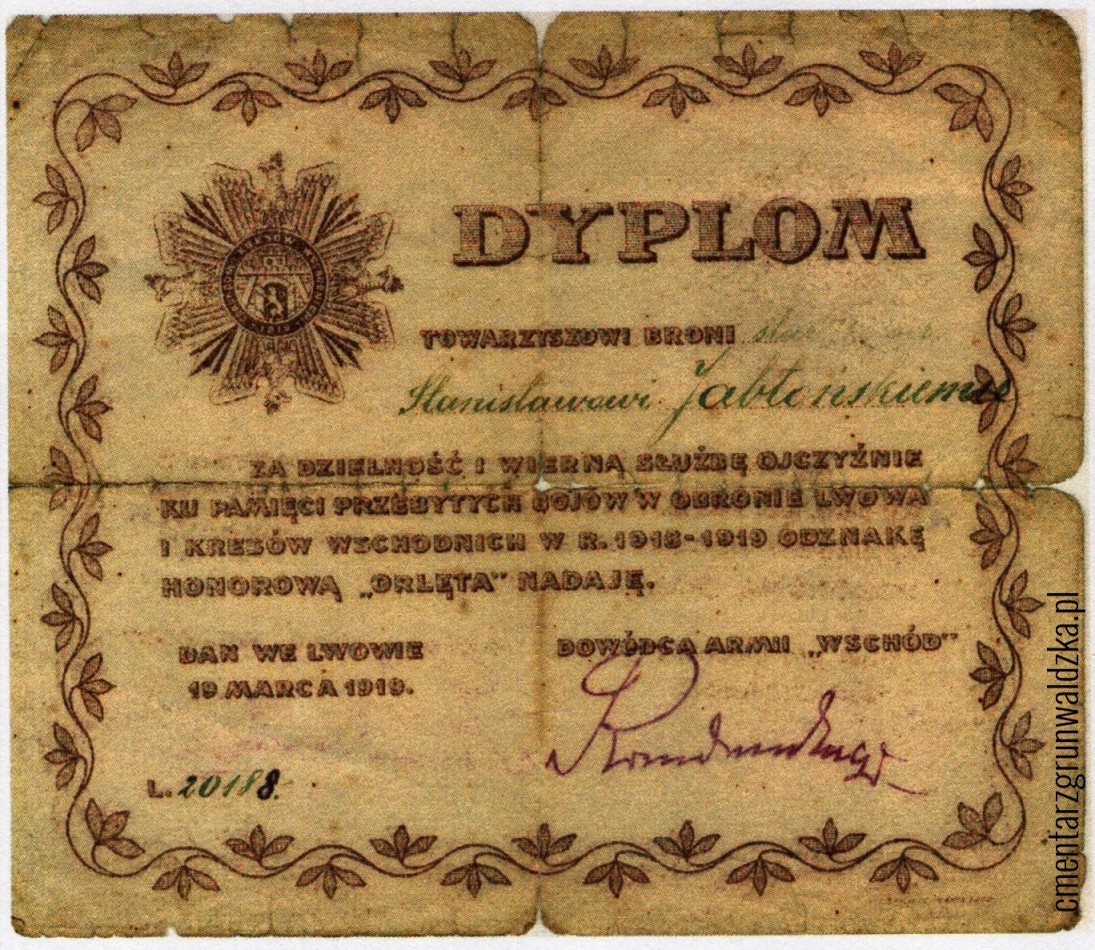 DYPLOM
TOWARZYSZOWI BRONI
Stanisławowi Jabłońskiemu
ZA DZIELNOŚĆ I WIERNĄ SŁUŻBĘ OJCZYŹNIE
KU PAMIĘCI PRZEBYTYCH BOJÓW W OBRONIE LWOWA
I KRESÓW WSCHODNICH W R. 1918-1919 ODZNAKĘ
HONOROWĄ „ORLĘTA" NADAJĘ.
DAN WE LWOWIE
19 MARCA 1919.
DOWÓDCA ARMII „WSCHÓD"
L. 20188.
cmentarzgrunwaldzka.pl